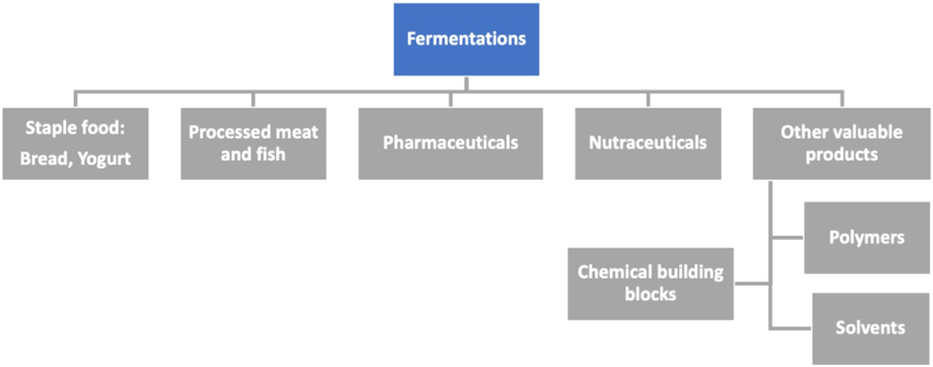 Fermentations
Staple food:
Bread, Yogurt
Processed meat
and fish
Pharmaceuticals
Nutraceuticals
Other valuable
products
Polymers
Chemical building
blocks
Solvents